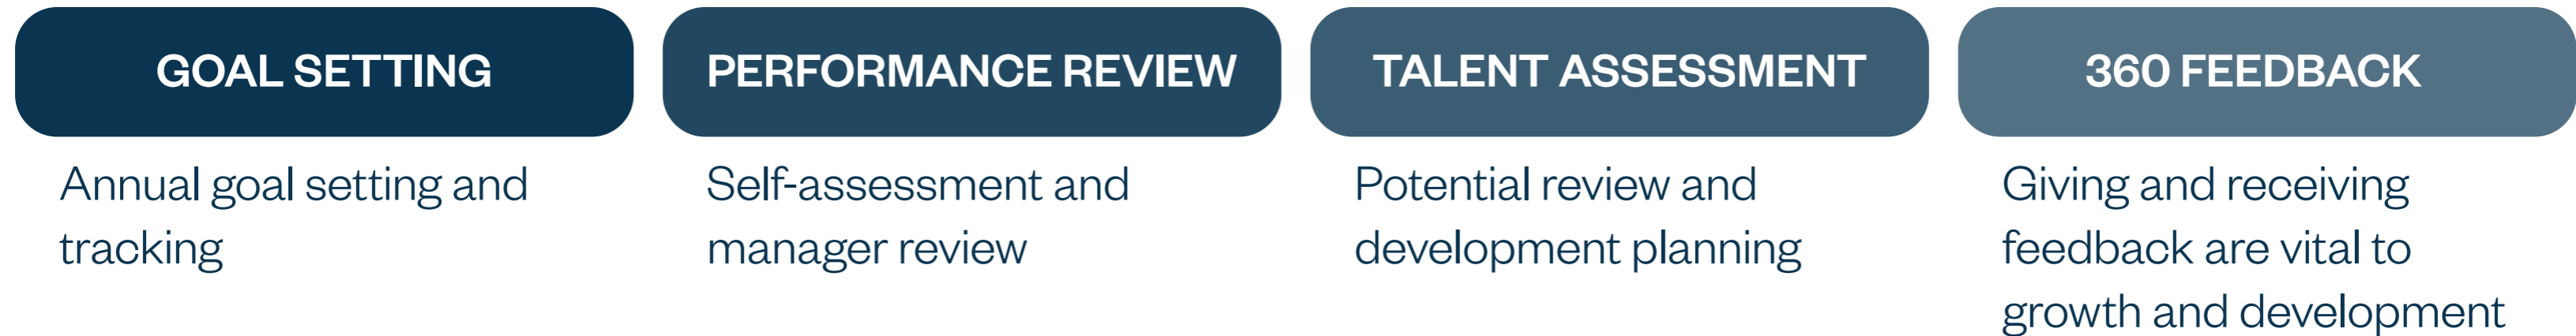 GOAL SETTING
Annual goal setting and
tracking
PERFORMANCE REVIEW
Self-assessment and
manager review
TALENT ASSESSMENT
Potential review and
development planning
360 FEEDBACK
Giving and receiving
feedback are vital to
growth and development